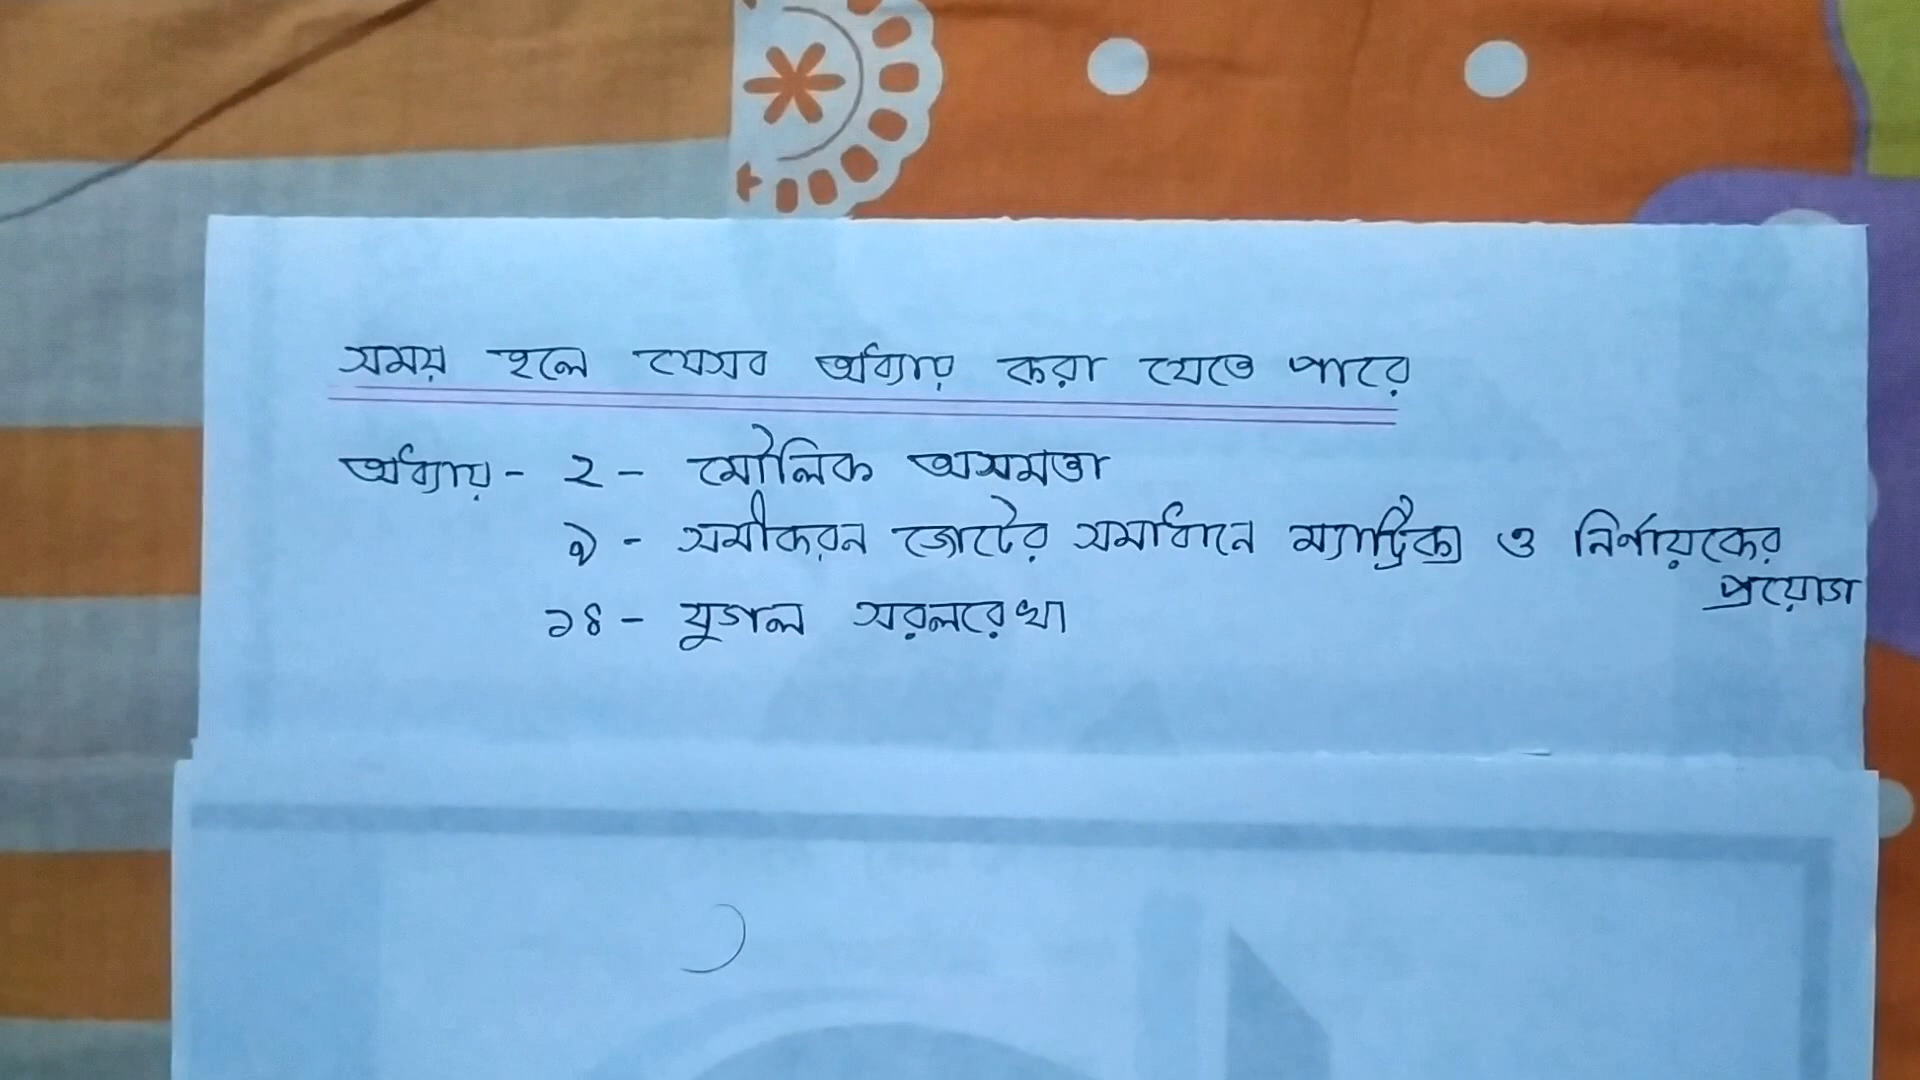 সময় হলে যেসব অধ্যায় করা যেতে পারে
অধ্যায় - ২ - মৌলিক অসমতা
৯ - সমীকরন জোটের সমাধানে ম্যাট্রিক্স ও নির্ণায়কের
প্রয়োগ
১৪ - যুগল সরলরেখা